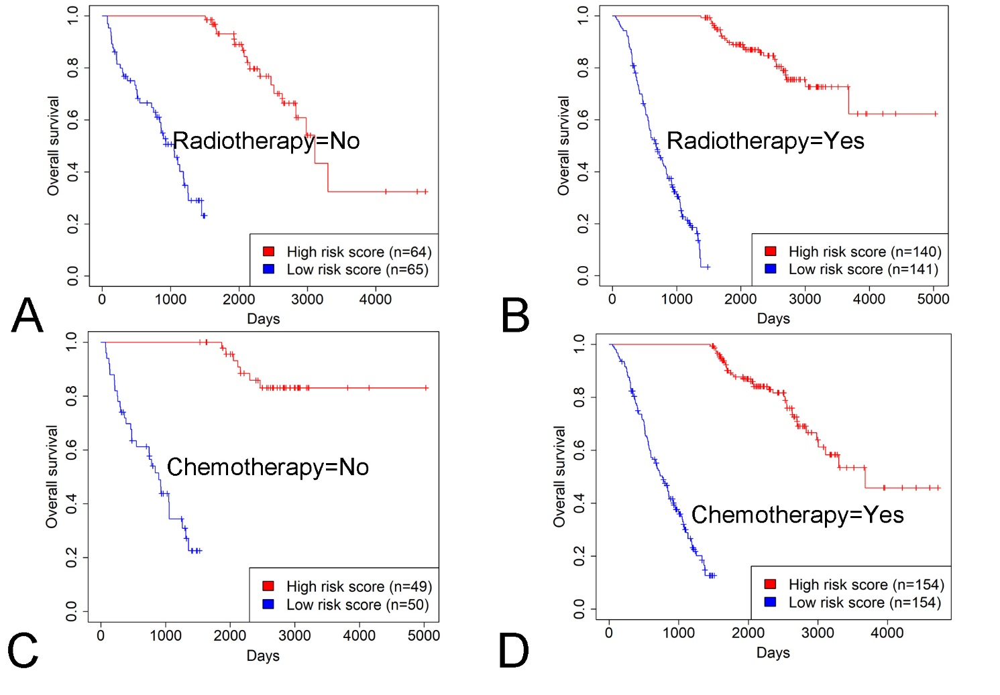 1.0
0.8
0.6
0.4
0.2
0.0
Overall survival
Radiotherapy=No
High risk score (n=64)
Low risk score (n=65)
0 1000 2000 3000 4000
Days
A
1.0
0.8
0.6
0.4
0.2
0.0
Overall survival
Radiotherapy=Yes
High risk score (n=140)
Low risk score (n=141)
0 1000 2000 3000 4000 5000
Days
B
1.0
0.8
0.6
0.4
0.2
0.0
Overall survival
Chemotherapy=No
High risk score (n=49)
Low risk score (n=50)
0 1000 2000 3000 4000 5000
Days
C
1.0
0.8
0.6
0.4
0.2
0.0
Overall survival
Chemotherapy=Yes
High risk score (n=154)
Low risk score (n=154)
0 1000 2000 3000 4000
Days
D